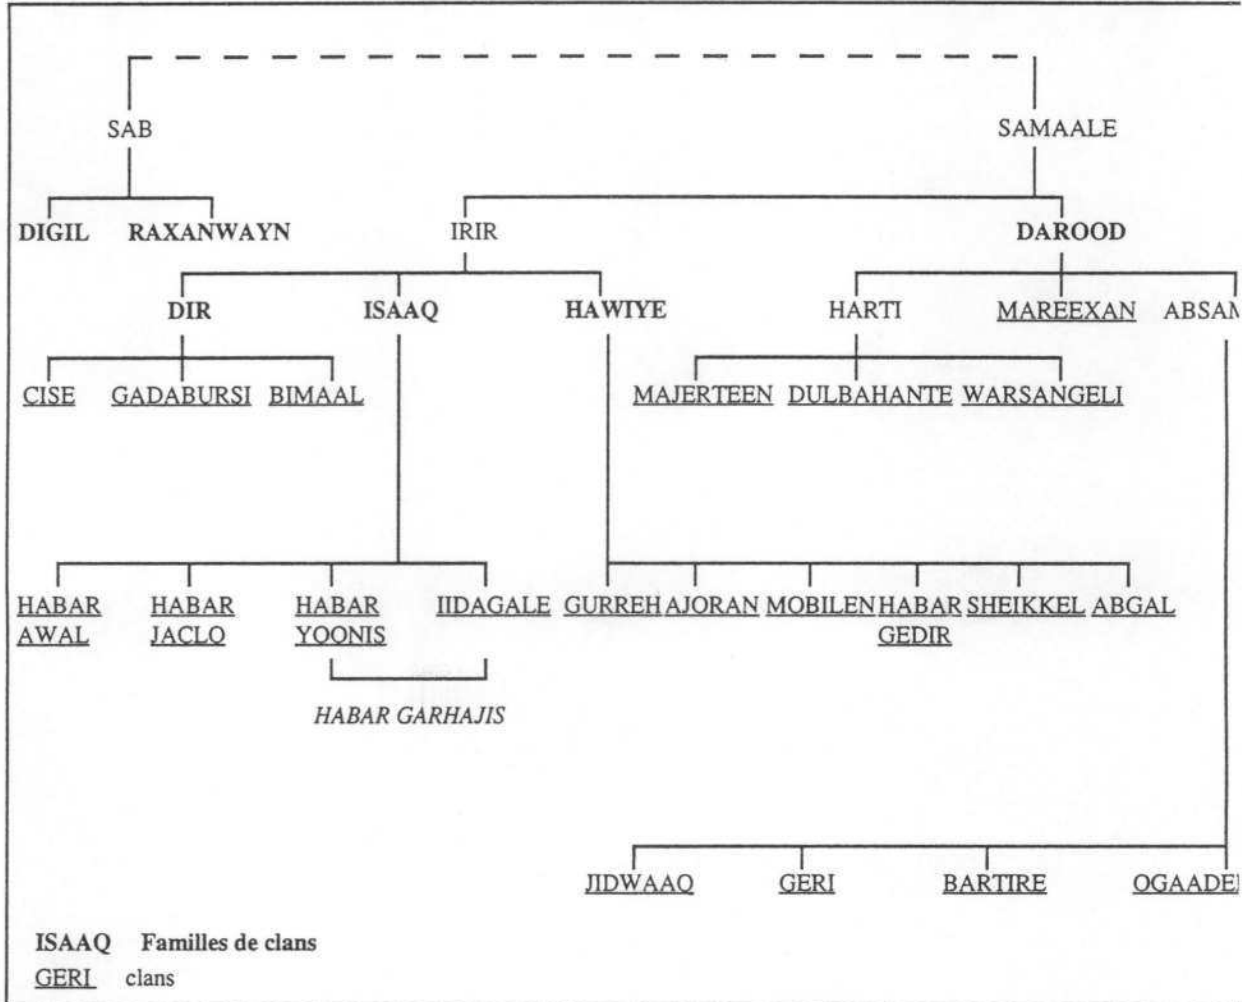 SAB SAMAALE
DIGIL RAXANWAYN IRIR DAROOD
DIR ISAAQ HAWIYE HARTI MAREEXAN ABSAM
CISE GADABURSI BIMAAL MAJERTEEN DULBAHANTE WARSANGELI
HABAR HABAR HABAR IIDAGALE GURREH AJORAN MOBILEN HABAR SHEIKKEL ABGAL
AWAL JACLO YOONIS GEDIR
HABAR GARHAJIS
JIDWAAQ GERI BARTIRE OGAADE
ISAAQ Familles de clans
GERI clans